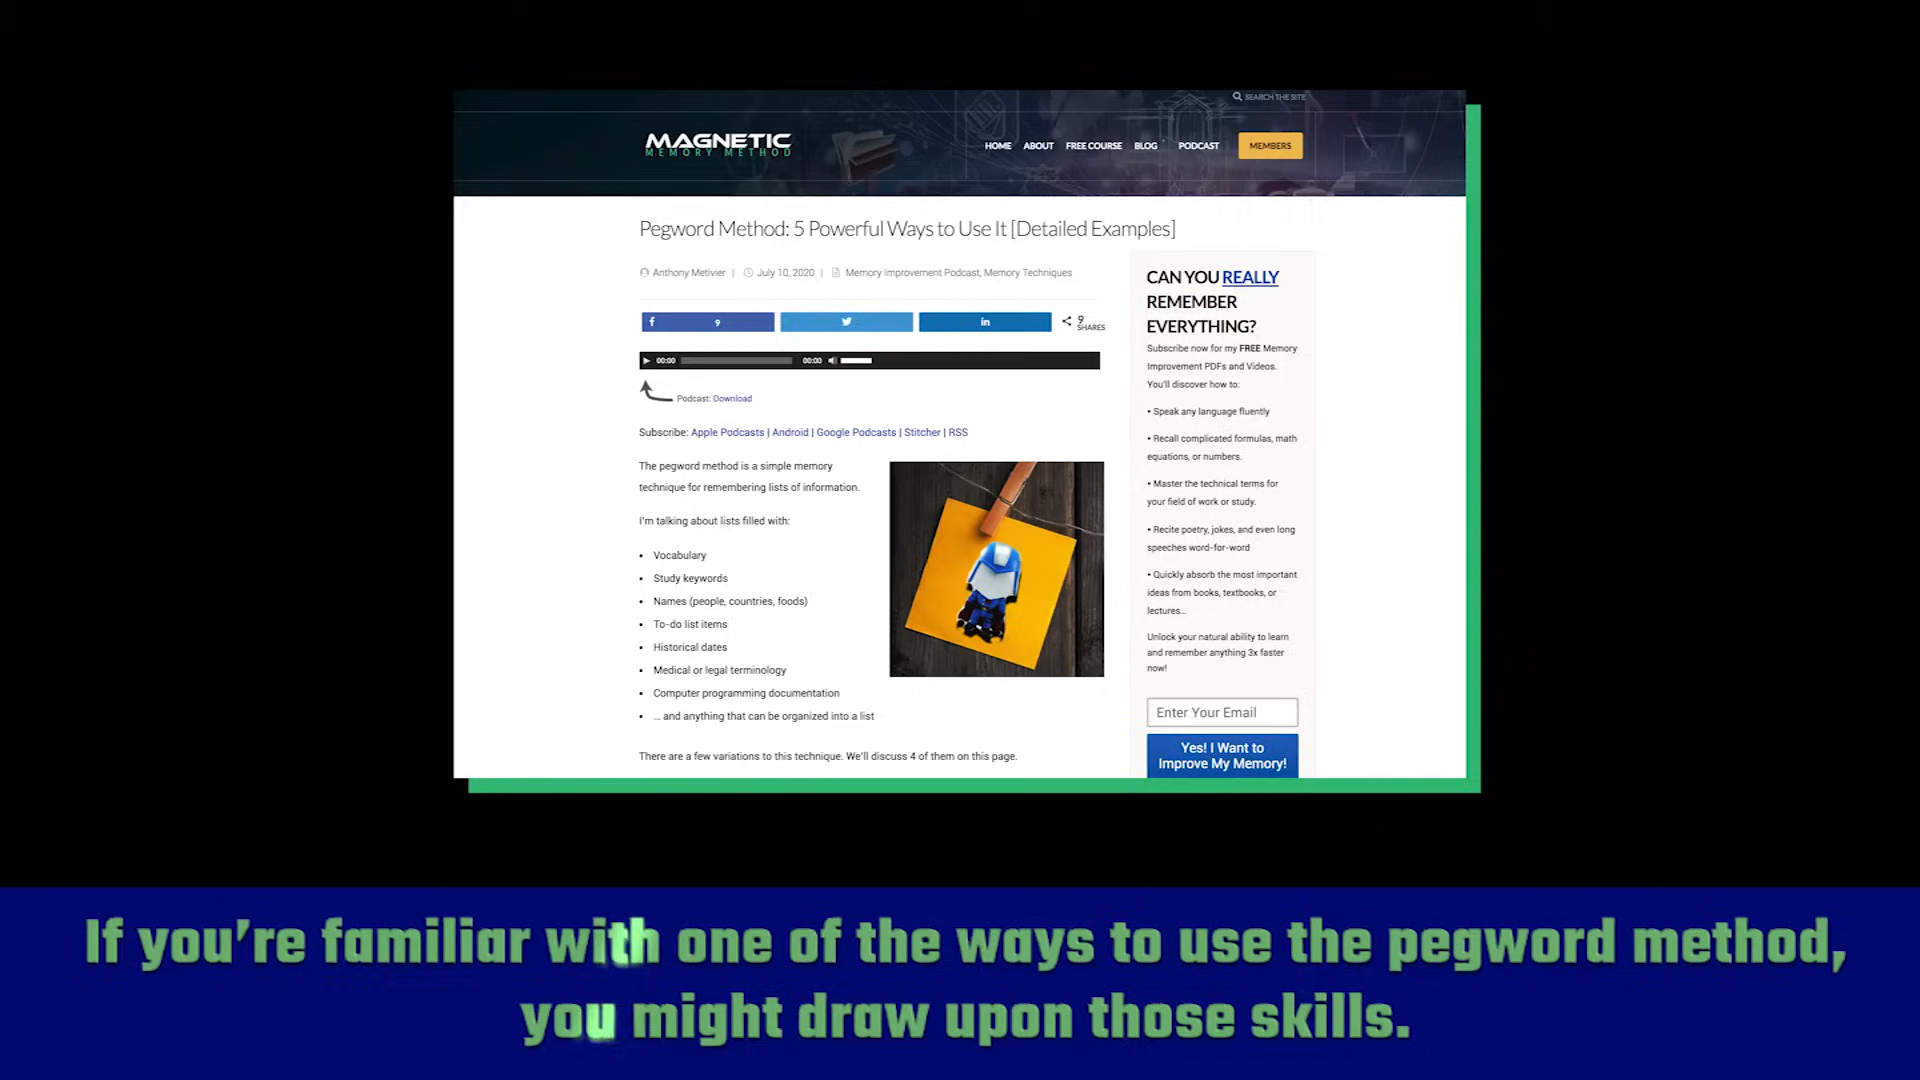 SEARCH THE SITE
MAGNETIC
MEMORY METHOD
HOME ABOUT FREE COURSE BLOG PODCAST MEMBERS
Pegword Method: 5 Powerful Ways to Use It [Detailed Examples]
Anthony Metivier | July 10, 2020 | Memory Improvement Podcast, Memory Techniques
9
9
SHARES
00:00 00:00
Podcast: Download
Subscribe: Apple Podcasts | Android | Google Podcasts | Stitcher | RSS
The pegword method is a simple memory
technique for remembering lists of information.
I'm talking about lists filled with:
• Vocabulary
• Study keywords
• Names (people, countries, foods)
• To-do list items
• Historical dates
• Medical or legal terminology
• Computer programming documentation
• … and anything that can be organized into a list
There are a few variations to this technique. We'll discuss 4 of them on this page.
CAN YOU REALLY
REMEMBER
EVERYTHING?
Subscribe now for my FREE Memory
Improvement PDFs and Videos.
You'll discover how to:
• Speak any language fluently
• Recall complicated formulas, math
equations, or numbers.
• Master the technical terms for
your field of work or study.
• Recite poetry, jokes, and even long
speeches word-for-word
• Quickly absorb the most important
ideas from books, textbooks, or
lectures...
Unlock your natural ability to learn
and remember anything 3x faster
now!
Enter Your Email
Yes! I Want to
Improve My Memory!
If you're familiar with one of the ways to use the pegword method,
you might draw upon those skills.